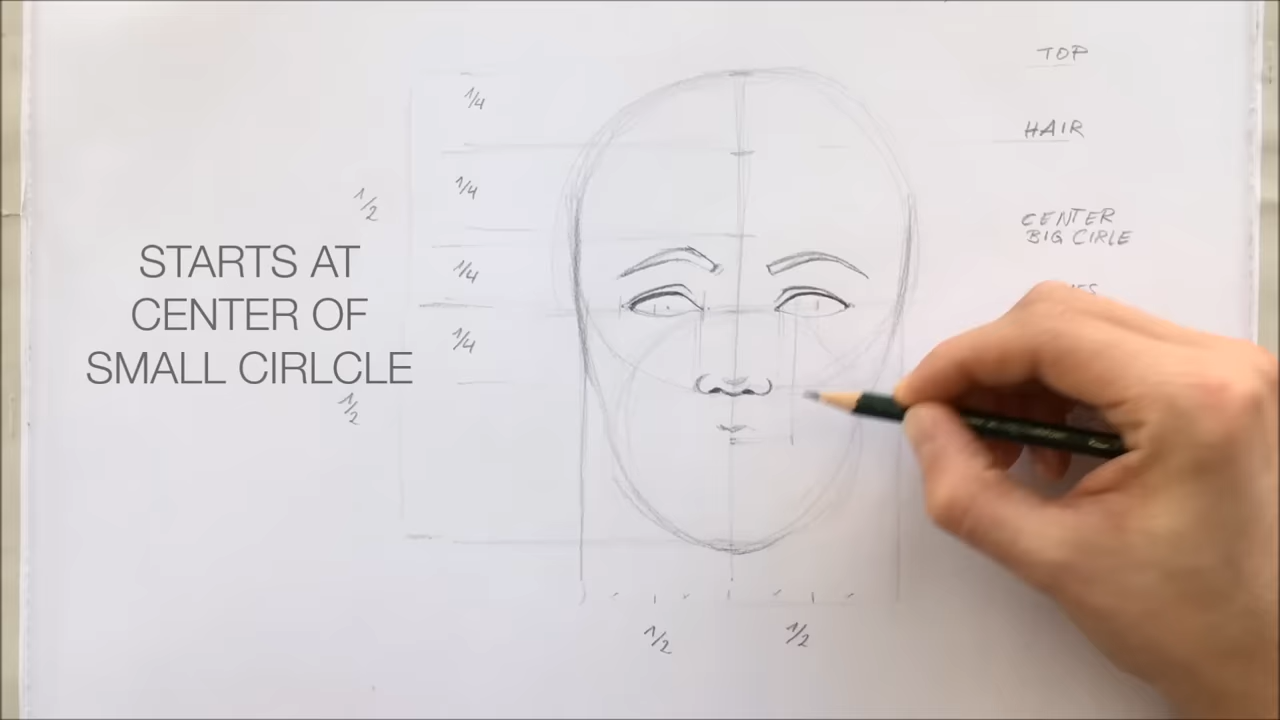 TOP
1/4
HAIR
1/4
1/2
CENTER
BIG CIRLE
STARTS AT
CENTER OF
SMALL CIRLCLE
1/4
1/4
1/2
1/2
1/2